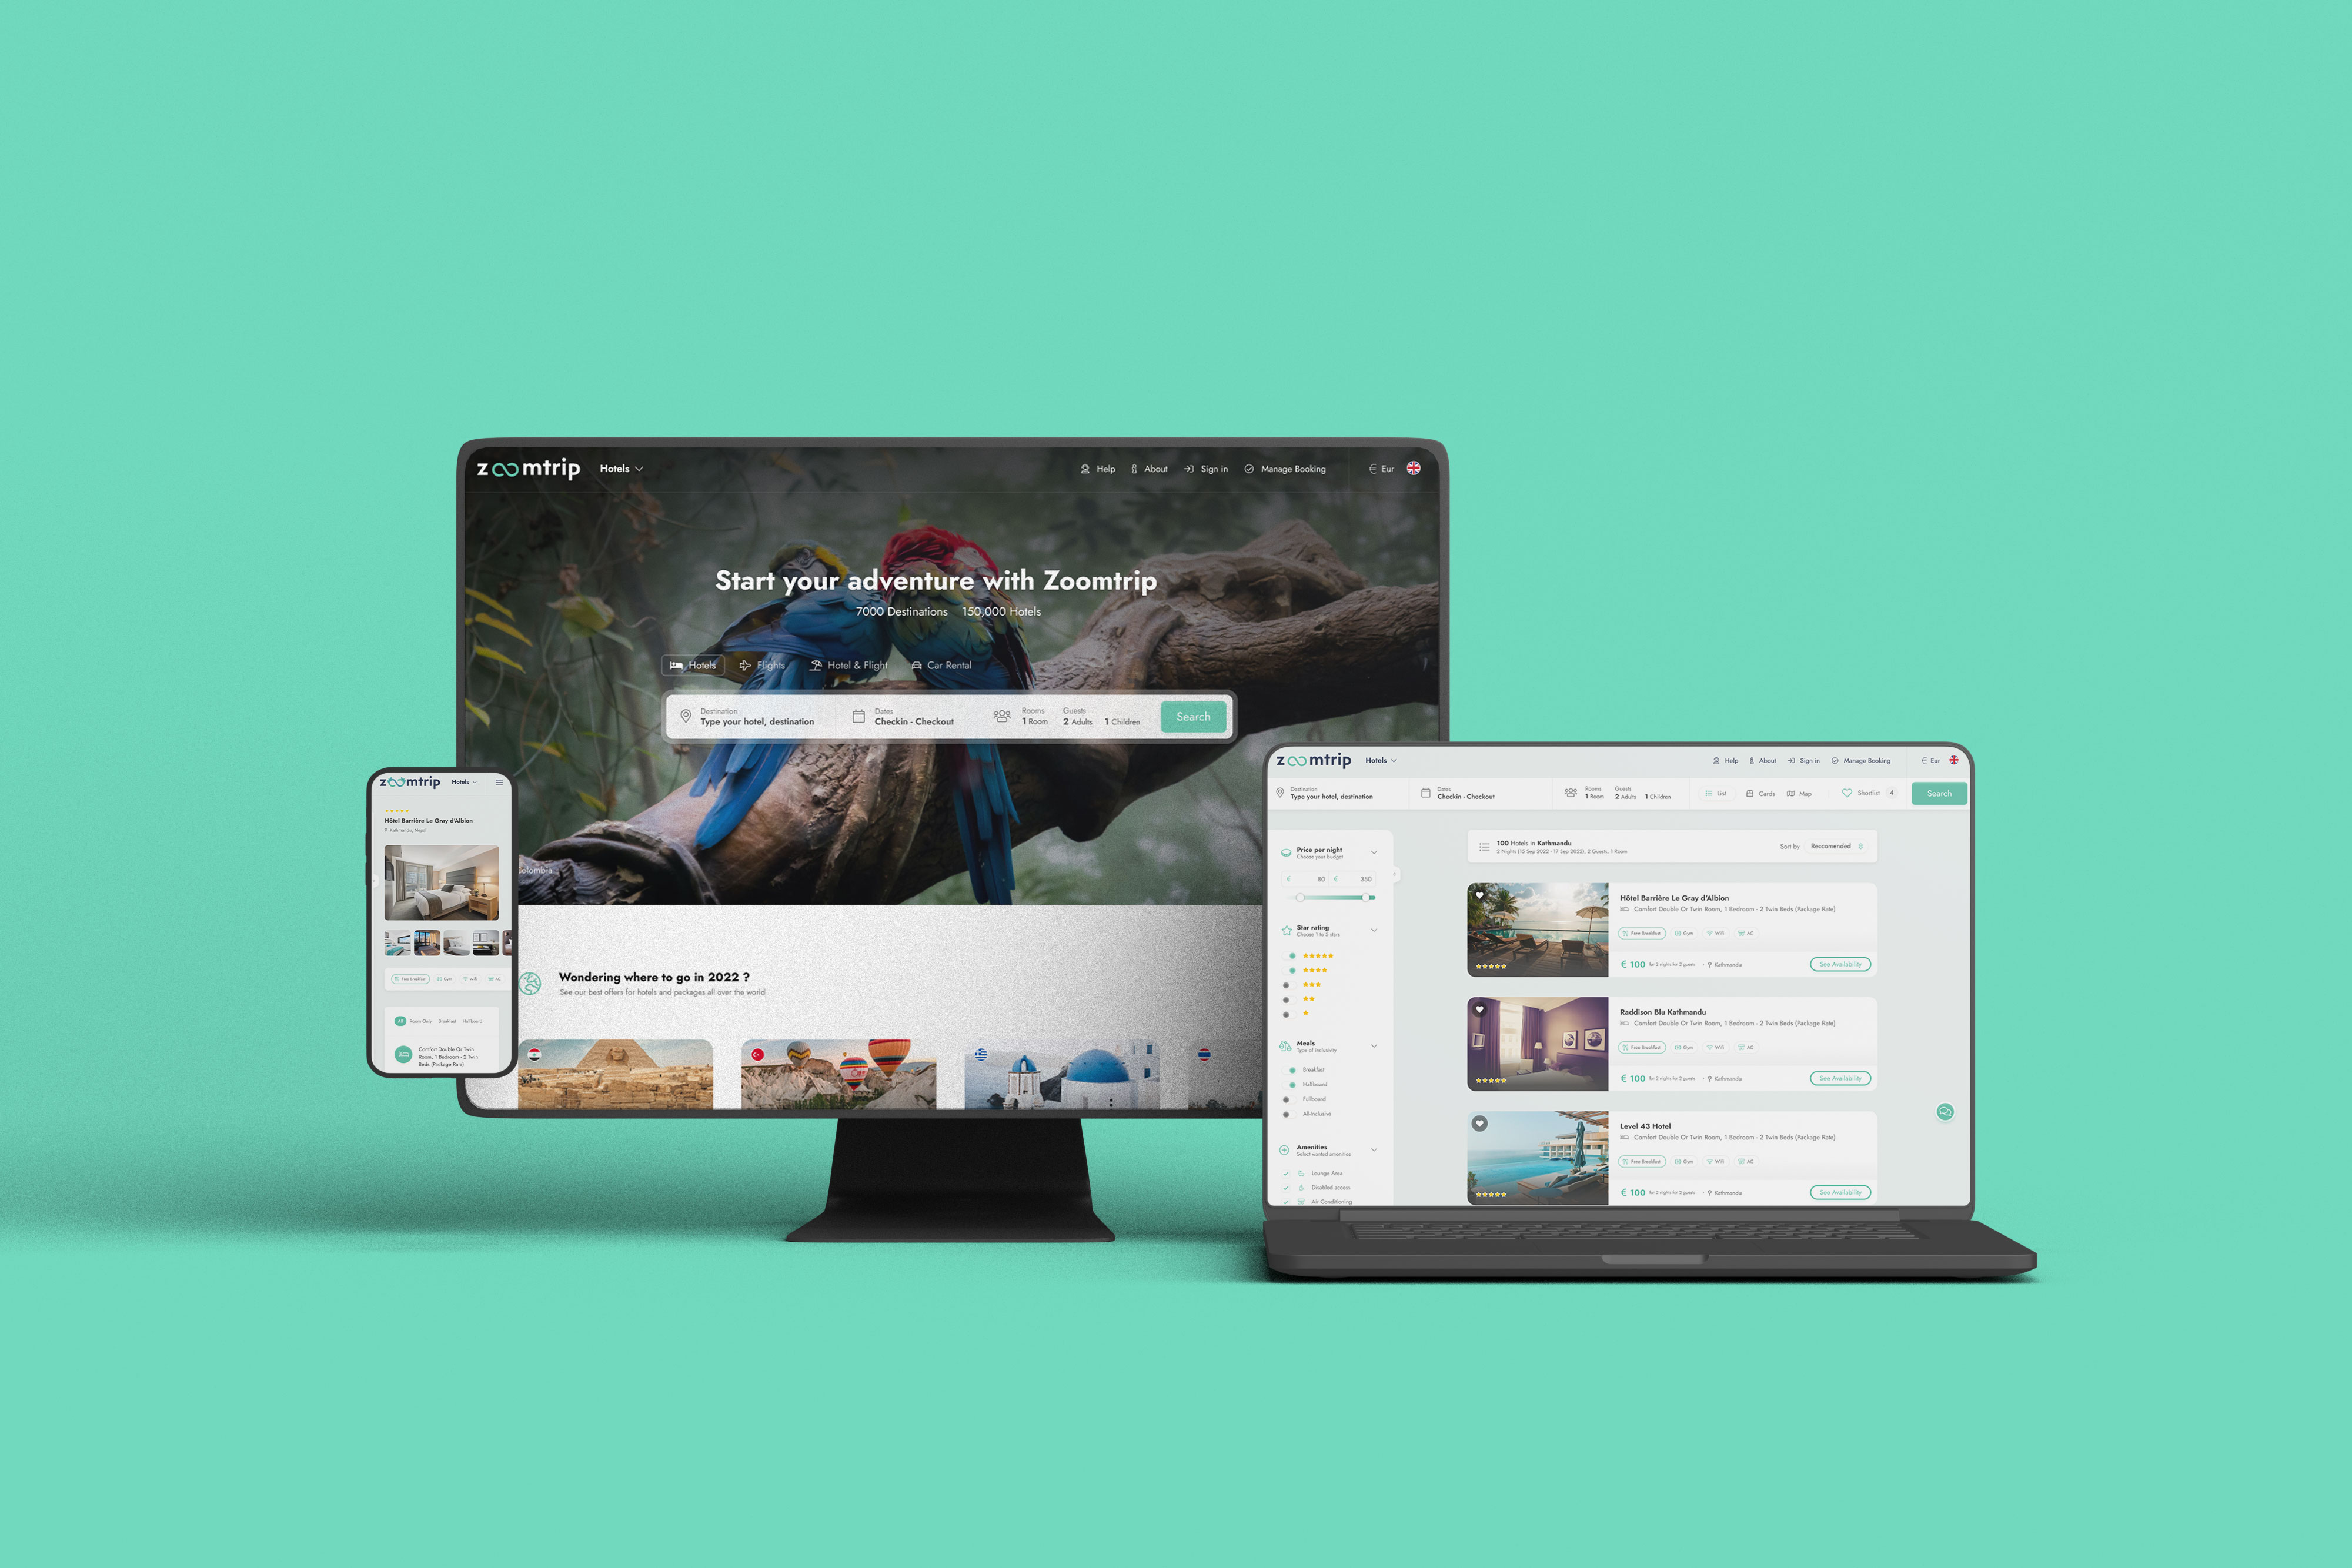 zoomtrip Hotels Help About Sign in Manage Booking € Eur
Start your adventure with Zoomtrip
7000 Destinations 150,000 Hotels
Hotels Flights Hotel & Flight Car Rental
Destination Dates Rooms Guests
Type your hotel, destination Checkin - Checkout 1 Room 2 Adults 1 Children Search
olombia
Wondering where to go in 2022 ?
See our best offers for hotels and packages all over the world
zoomtrip Hotels
Hôtel Barrière Le Gray d'Albion
Kathmandu, Nepal
Free Breakfast Gym Wifi AC
All Room Only Breakfast Halfboard
Comfort Double Or Twin
Room, 1 Bedroom - 2 Twin
Beds (Package Rate)
zoomtrip Hotels Help About Sign in Manage Booking € Eur
Destination Dates Rooms Guests
Type your hotel, destination Checkin - Checkout 1 Room 2 Adults 1 Children List Cards Map Shortlist 4 Search
Price per night
Choose your budget
€ 80 € 350
Star rating
Choose 1 to 5 stars
Meals
Type of inclusivity
Breakfast
Halfboard
Fullboard
All-Inclusive
Amenities
Select wanted amenities
Lounge Area
Disabled access
Air Conditioning
100 Hotels in Kathmandu
2 Nights (15 Sep 2022 - 17 Sep 2022), 2 Guests, 1 Room
Sort by Reccomended
Hôtel Barrière Le Gray d'Albion
Comfort Double Or Twin Room, 1 Bedroom - 2 Twin Beds (Package Rate)
Free Breakfast Gym Wifi AC
€ 100 for 2 nights for 2 guests • Kathmandu See Availability
Raddison Blu Kathmandu
Comfort Double Or Twin Room, 1 Bedroom - 2 Twin Beds (Package Rate)
Free Breakfast Gym Wifi AC
€ 100 for 2 nights for 2 guests • Kathmandu See Availability
Level 43 Hotel
Comfort Double Or Twin Room, 1 Bedroom - 2 Twin Beds (Package Rate)
Free Breakfast Gym Wifi AC
€ 100 for 2 nights for 2 guests • Kathmandu See Availability